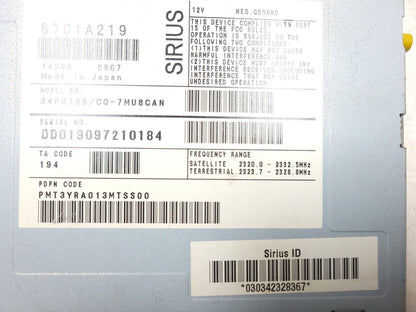 8701A219
14DDA 0907
Made in Japan
SIRIUS
12V NEG.GROUND
THIS DEVICE COMPLIES WITH PART
15 OF THE FCC RULES.
OPERATION IS SUBJECT TO THE
FOLLOWING TWO CONDITIONS:
(1)THIS DEVICE MAY NOT CAUSE
HARMFUL INTERFERENCE,AND
(2)THIS DEVICE MUST ACCEPT ANY
INTERFERENCE RECEIVED,INCLUDING
INTERFERENCE THAT MAY CAUSE
UNDESIRED OPERATION.
MODEL NO.
34P019B/CQ-7MU8CAN
SERIAL NO.
DD019097210184
TA CODE
194
FREQUENCY RANGE
SATELLITE 2320.0 - 2332.5MHz
TERRESTRIAL 2323.7 - 2328.8MHz
PDPN CODE
PMT3YRA013MTSS00
Sirius ID
*030342328367*